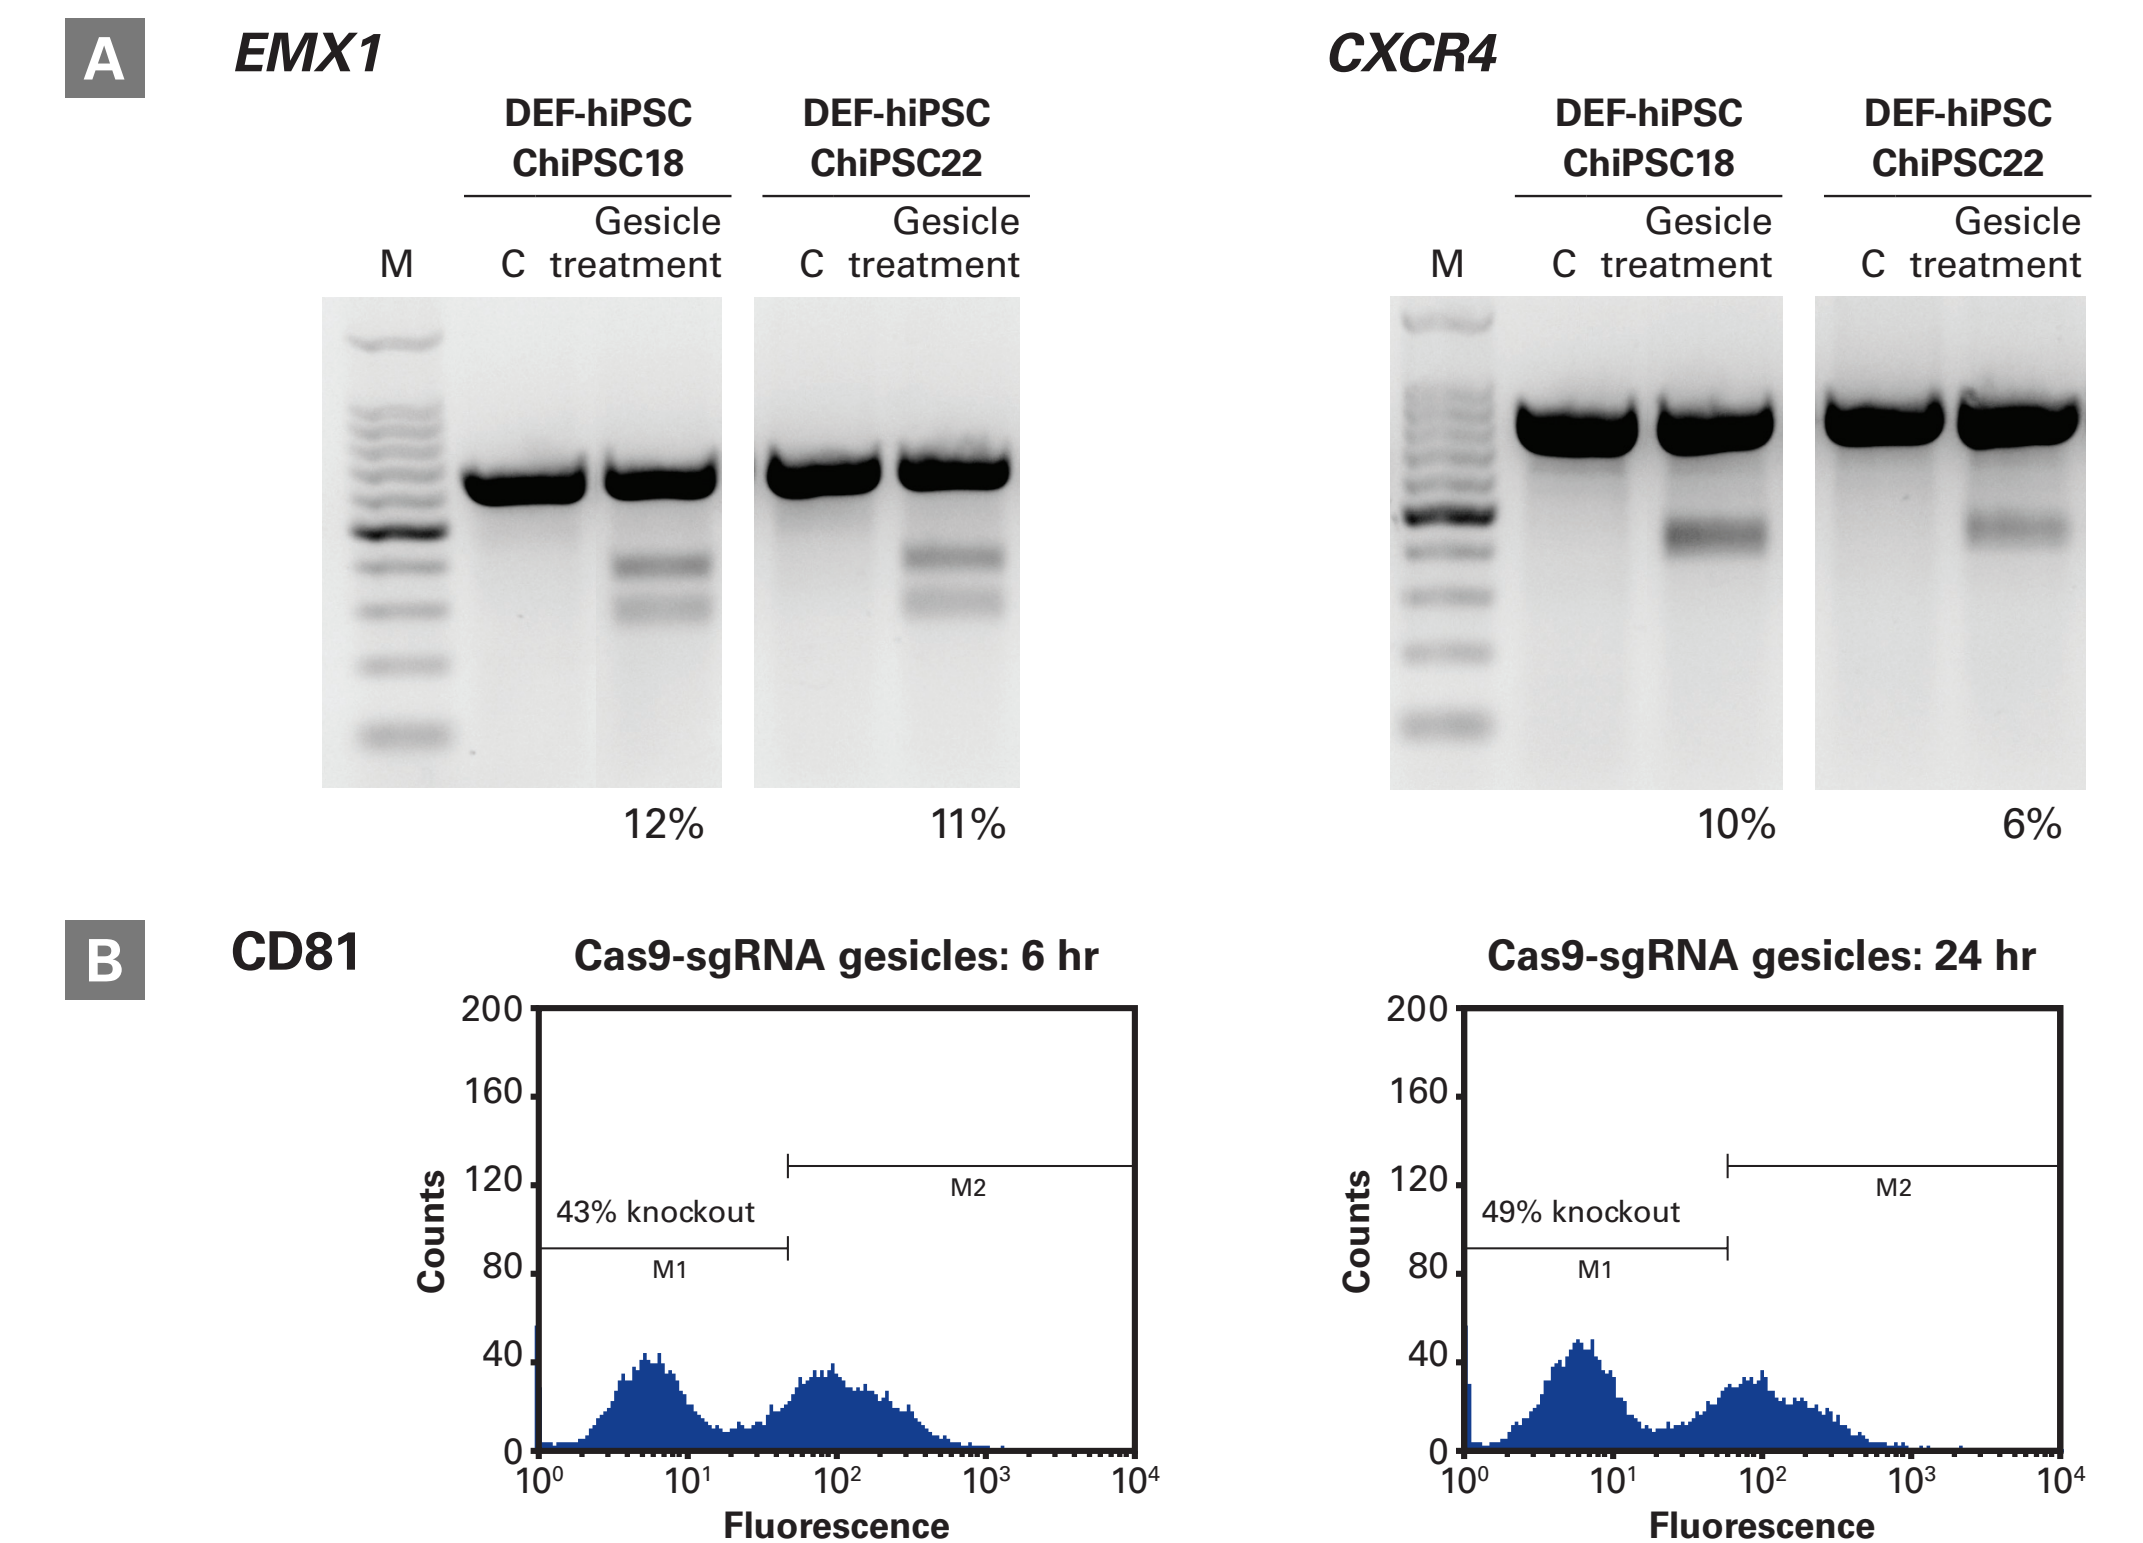 A
EMX1
DEF-hiPSC
ChiPSC18
DEF-hiPSC
ChiPSC22
M
C
Gesicle
treatment
C
Gesicle
treatment
12%
11%
CXCR4
DEF-hiPSC
ChiPSC18
DEF-hiPSC
ChiPSC22
M
C
Gesicle
treatment
C
Gesicle
treatment
10%
6%
B
CD81
Cas9-sgRNA gesicles: 6 hr
Counts
200
160
120
80
40
0
M2
43% knockout
M1
10⁰ 10¹ 10² 10³ 10⁴
Fluorescence
Cas9-sgRNA gesicles: 24 hr
Counts
200
160
120
80
40
0
M2
49% knockout
M1
10⁰ 10¹ 10² 10³ 10⁴
Fluorescence